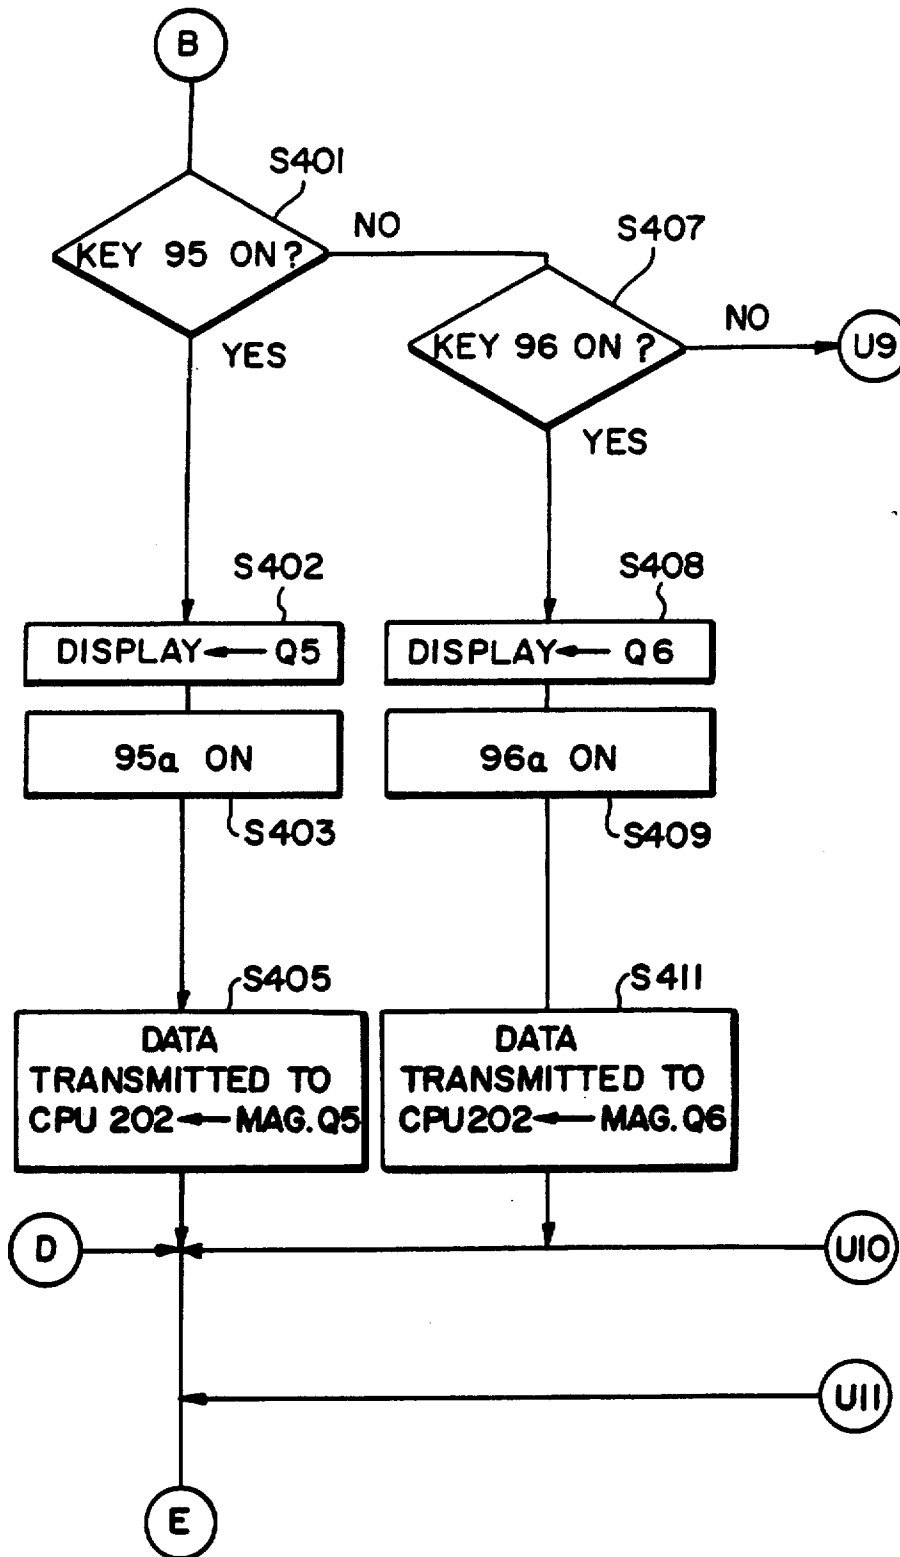 B
S401
KEY 95 ON?
NO
S407
YES
KEY 96 ON?
NO
U9
YES
S402
S408
DISPLAY ← Q5
DISPLAY ← Q6
95a ON
96a ON
S403
S409
S405
S411
DATA
TRANSMITTED TO
CPU 202 ← MAG.Q5
DATA
TRANSMITTED TO
CPU202 ← MAG.Q6
D
U10
U11
E